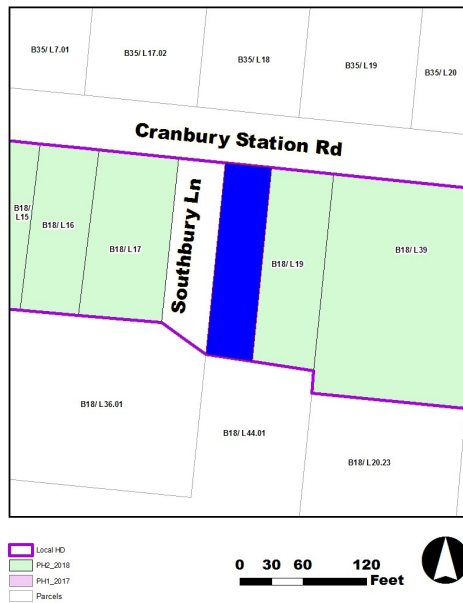 B35/ L7.01
B35/ L17.02
B35/ L18
B35/ L19
B35/ L20
Cranbury Station Rd
B18/
L15
B18/ L16
B18/ L17
Southbury Ln
B18/ L19
B18/ L39
B18/ L36.01
B18/ L44.01
B18/ L20.23
Local HD
PH2_2018
PH1_2017
Parcels
0 30 60 120
Feet